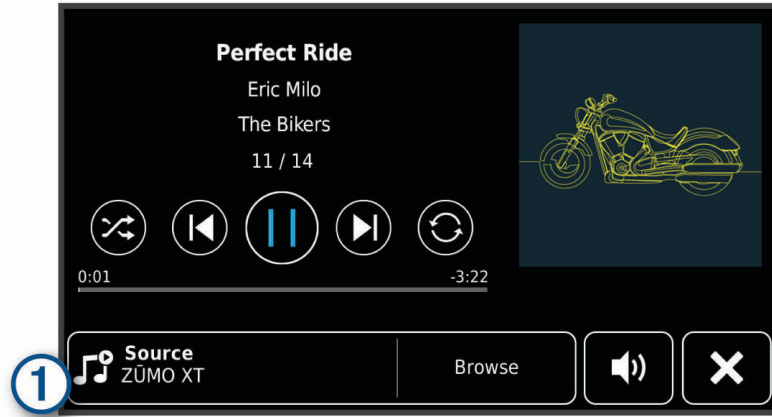 Perfect Ride
Eric Milo
The Bikers
11 / 14
0:01 -3:22
Source
ZŪMO XT
Browse
1